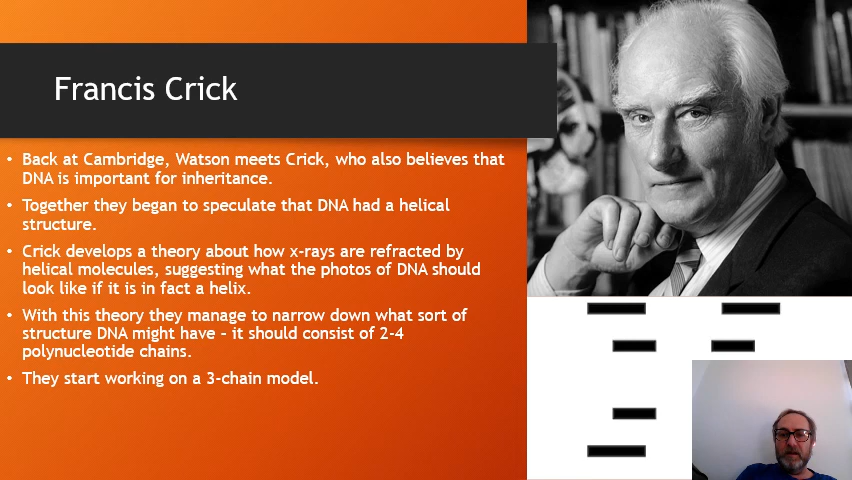 Francis Crick
• Back at Cambridge, Watson meets Crick, who also believes that
DNA is important for inheritance.
• Together they began to speculate that DNA had a helical
structure.
• Crick develops a theory about how x-rays are refracted by
helical molecules, suggesting what the photos of DNA should
look like if it is in fact a helix.
• With this theory they manage to narrow down what sort of
structure DNA might have – it should consist of 2-4
polynucleotide chains.
• They start working on a 3-chain model.